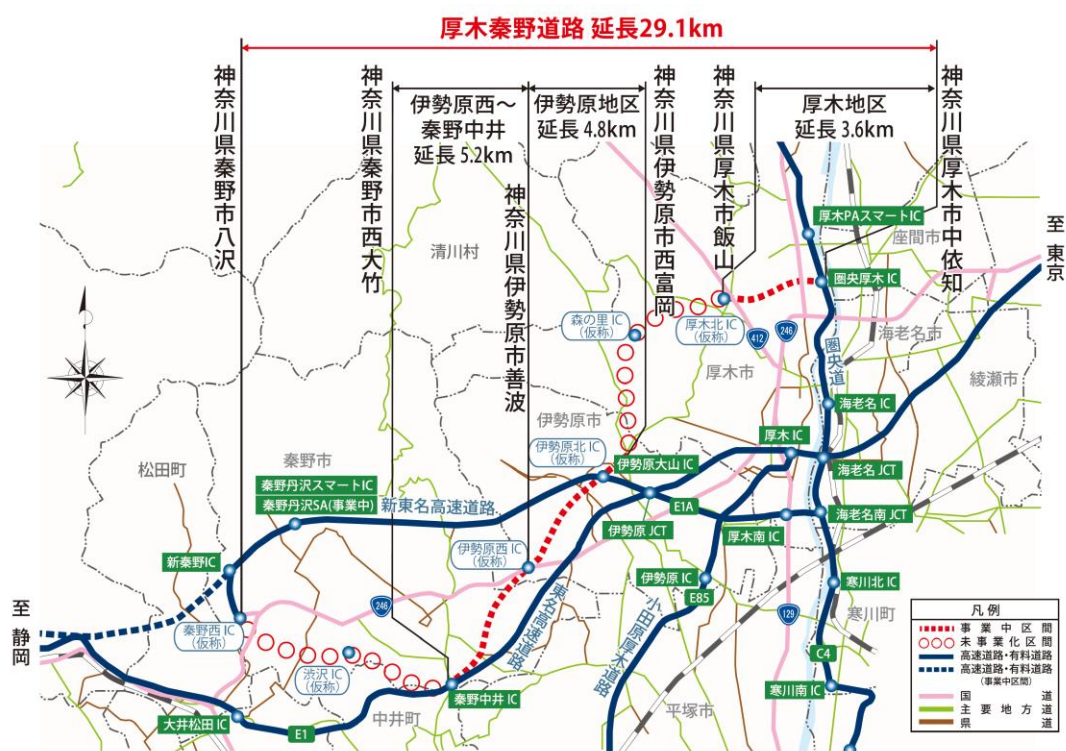 厚木秦野道路 延長29.1km
神奈川県秦野市八沢
神奈川県秦野市西大竹
伊勢原西～
秦野中井
延長 5.2km
神奈川県伊勢原市善波
伊勢原地区
延長 4.8km
神奈川県伊勢原市西富岡
神奈川県厚木市飯山
厚木地区
延長 3.6km
神奈川県厚木市中依知
至 東京
至 静岡
清川村
厚木PAスマートIC
座間市
圏央厚木 IC
森の里 IC
(仮称)
厚木北 IC
(仮称)
412
246
圏央道
海老名市
厚木市
綾瀬市
海老名 IC
伊勢原市
厚木 IC
伊勢原北 IC
(仮称)
伊勢原大山 IC
海老名 JCT
松田町
秦野市
秦野丹沢スマートIC
秦野丹沢SA(事業中)
新東名高速道路
E1A
伊勢原 JCT
海老名南 JCT
厚木南 IC
伊勢原西 IC
(仮称)
新秦野IC
伊勢原 IC
寒川北 IC
E85
246
東名高速道路
小田原厚木道路
129
寒川町
秦野西 IC
(仮称)
渋沢 IC
(仮称)
C4
秦野中井 IC
寒川南 IC
大井松田 IC
E1
中井町
平塚市
凡例
事業中区間
未事業化区間
高速道路・有料道路
高速道路・有料道路
(事業中区間)
国道
主要地方道
県道